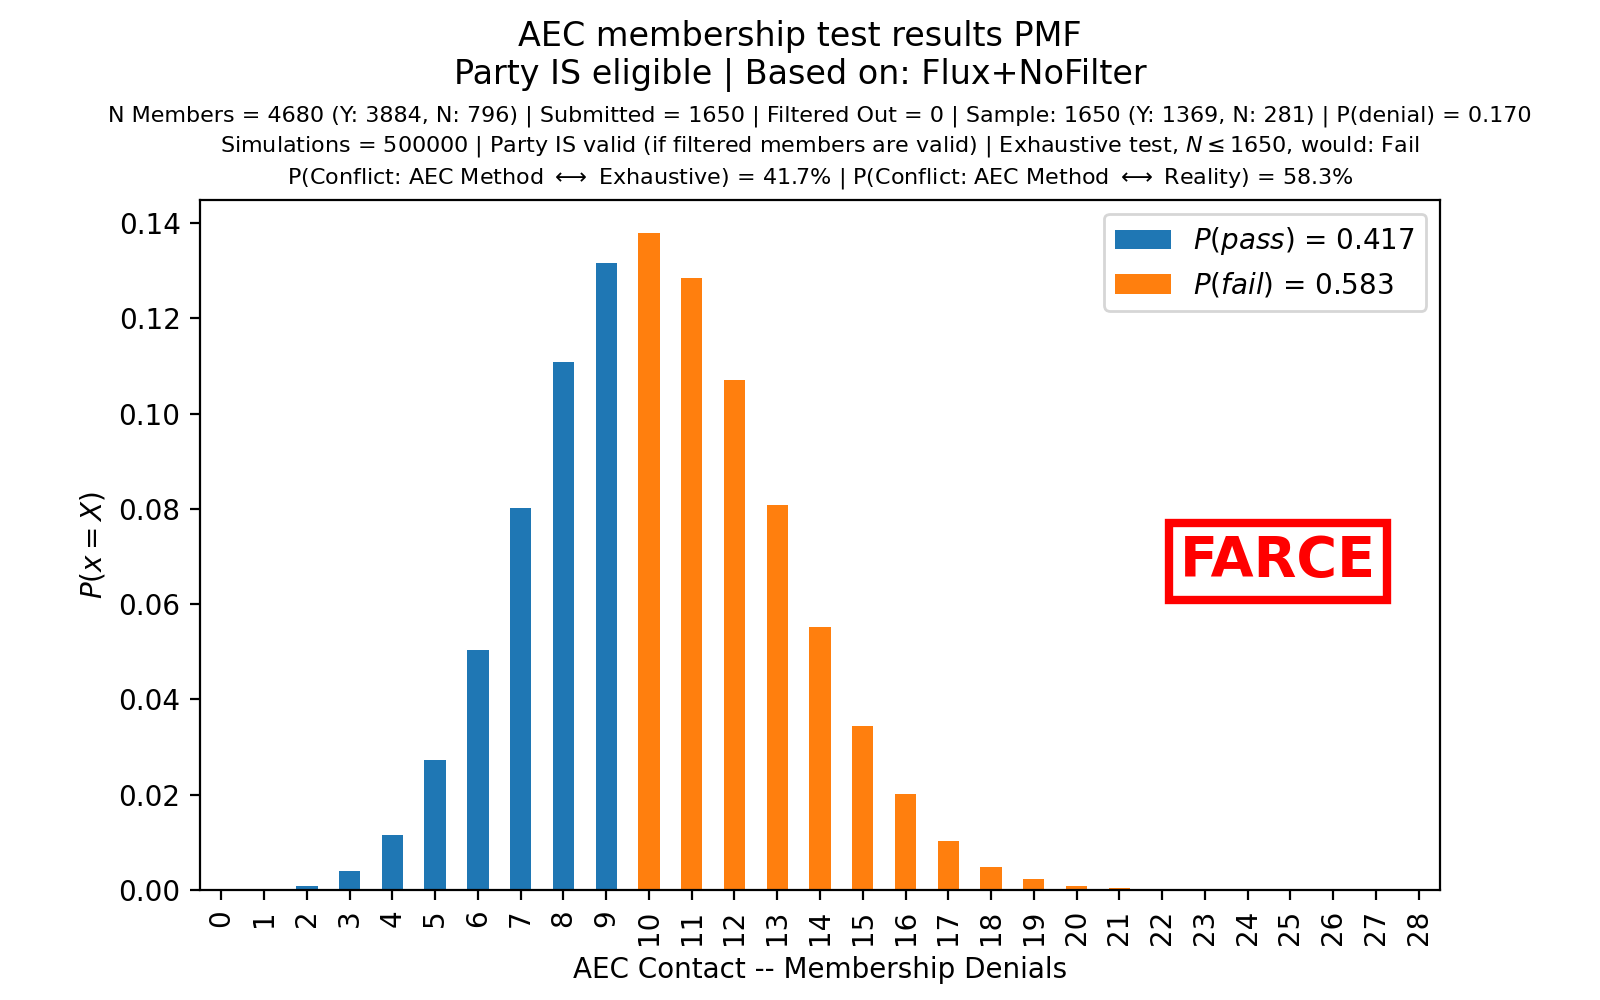 AEC membership test results PMF
Party IS eligible | Based on: Flux+NoFilter
N Members = 4680 (Y: 3884, N: 796) | Submitted = 1650 | Filtered Out = 0 | Sample: 1650 (Y: 1369, N: 281) | P(denial) = 0.170
Simulations = 500000 | Party IS valid (if filtered members are valid) | Exhaustive test, N ≤ 1650, would: Fail
P(Conflict: AEC Method ⟷ Exhaustive) = 41.7% | P(Conflict: AEC Method ⟷ Reality) = 58.3%
P(pass) = 0.417
P(fail) = 0.583
FARCE
P(x = X)
0.14
0.12
0.10
0.08
0.06
0.04
0.02
0.00
0 1 2 3 4 5 6 7 8 9 10 11 12 13 14 15 16 17 18 19 20 21 22 23 24 25 26 27 28
AEC Contact -- Membership Denials